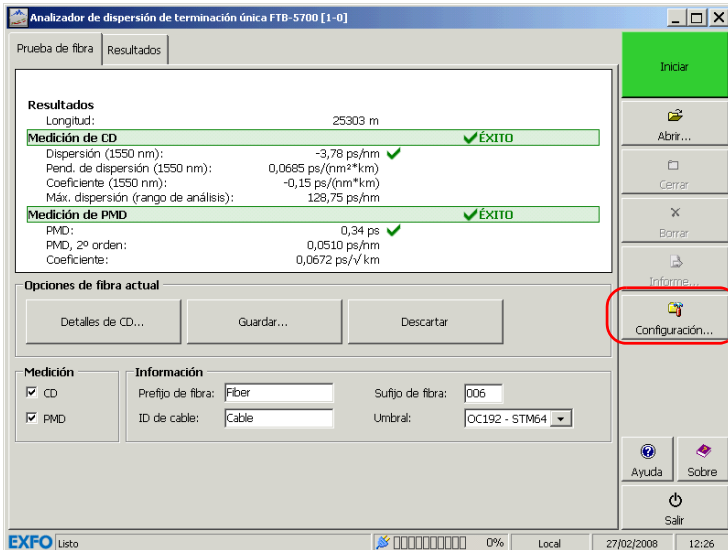 Analizador de dispersión de terminación única FTB-5700 [1-0]
Prueba de fibra
Resultados
Resultados
Longitud: 25303 m
Medición de CD ÉXITO
Dispersión (1550 nm): -3,78 ps/nm
Pend. de dispersión (1550 nm): 0,0685 ps/(nm²*km)
Coeficiente (1550 nm): -0,15 ps/(nm*km)
Máx. dispersión (rango de análisis): 128,75 ps/nm
Medición de PMD ÉXITO
PMD: 0,34 ps
PMD, 2º orden: 0,0510 ps/nm
Coeficiente: 0,0672 ps/√km
Opciones de fibra actual
Detalles de CD...
Guardar...
Descartar
Medición
CD
PMD
Información
Prefijo de fibra: Fiber
Sufijo de fibra: 006
ID de cable: Cable
Umbral: OC192 - STM64
Iniciar
Abrir...
Cerrar
Borrar
Informe...
Configuración...
Ayuda
Sobre
Salir
EXFO Listo 0% Local 27/02/2008 12:26